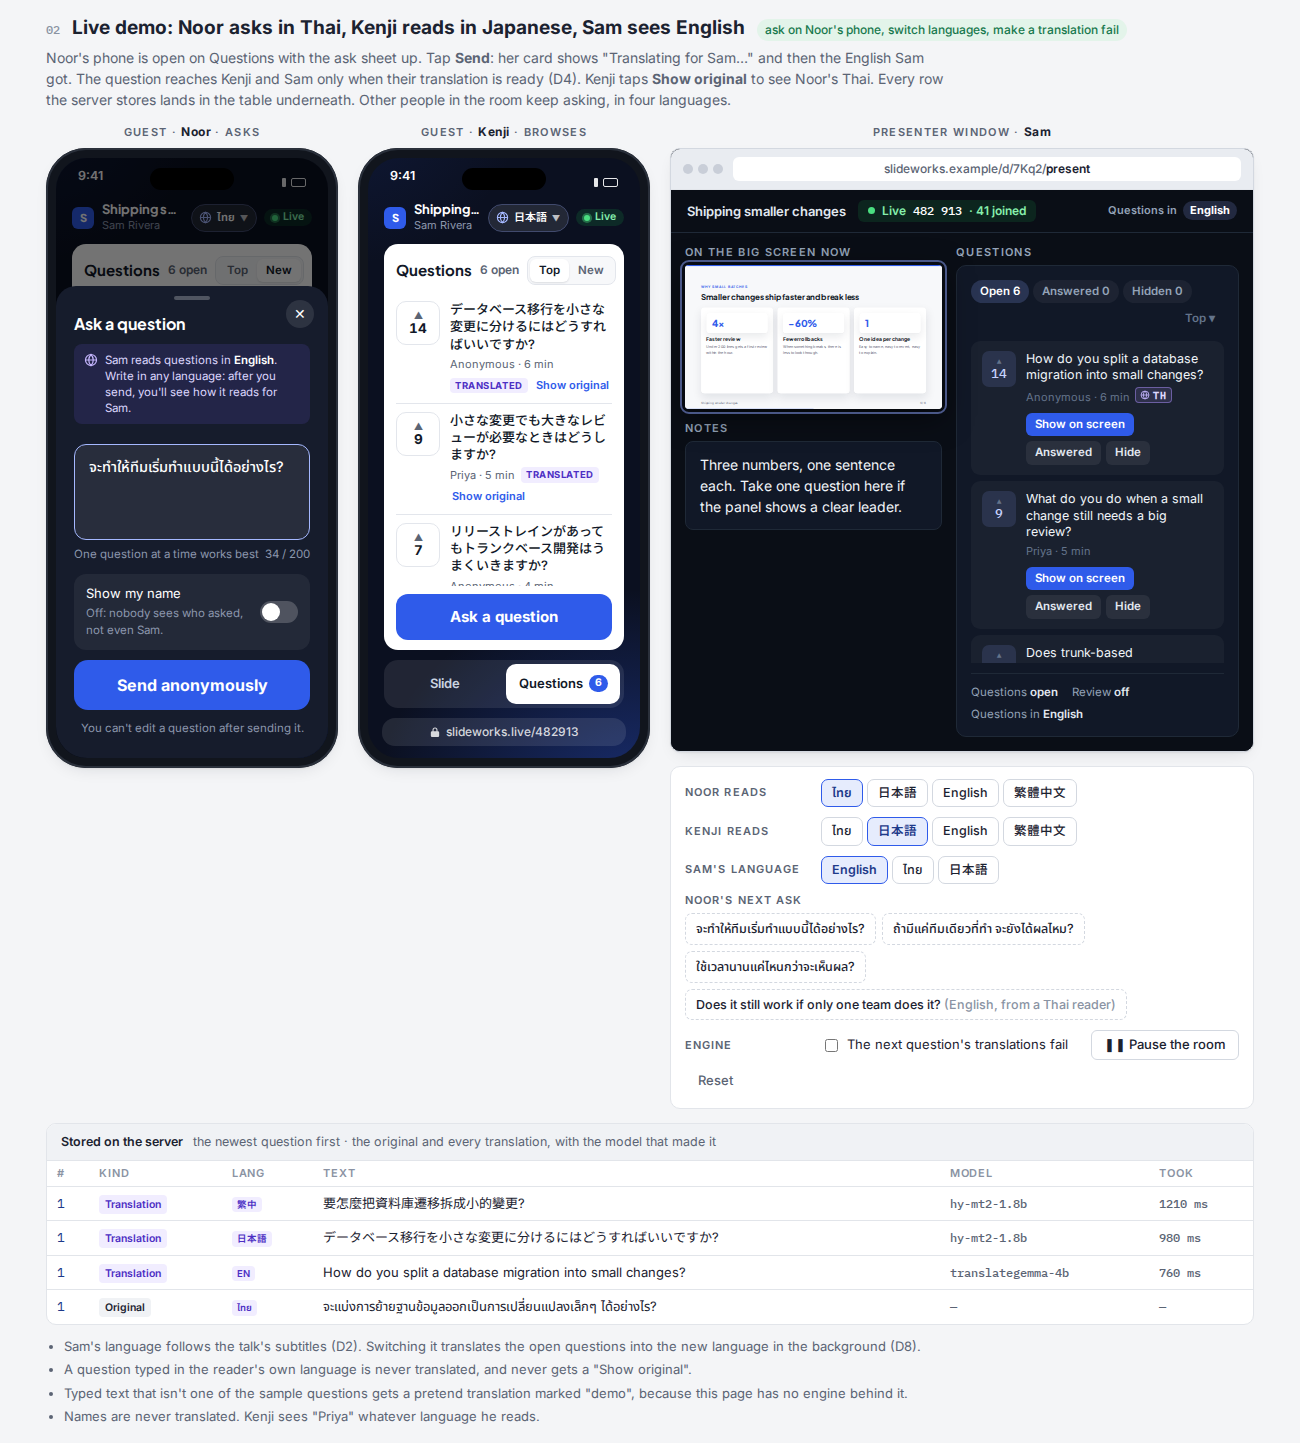 02 Live demo: Noor asks in Thai, Kenji reads in Japanese, Sam sees English
ask on Noor's phone, switch languages, make a translation fail
Noor's phone is open on Questions with the ask sheet up. Tap Send: her card shows "Translating for Sam…" and then the English Sam
got. The question reaches Kenji and Sam only when their translation is ready (D4). Kenji taps Show original to see Noor's Thai. Every row
the server stores lands in the table underneath. Other people in the room keep asking, in four languages.
GUEST · Noor · ASKS
9:41
S
Shipping s…
Sam Rivera
ไทย ▼
Live
Questions 6 open
Top New
Ask a question
✕
Sam reads questions in English.
Write in any language: after you
send, you'll see how it reads for
Sam.
จะทำให้ทีมเริ่มทำแบบนี้ได้อย่างไร?
One question at a time works best 34 / 200
Show my name
Off: nobody sees who asked,
not even Sam.
Send anonymously
You can't edit a question after sending it.
GUEST · Kenji · BROWSES
9:41
S
Shipping…
Sam Rivera
日本語 ▼
Live
Questions 6 open
Top New
▲
14
データベース移行を小さな
変更に分けるにはどうすれ
ばいいですか?
Anonymous · 6 min
TRANSLATED Show original
▲
9
小さな変更でも大きなレビ
ューが必要なときはどうし
ますか?
Priya · 5 min TRANSLATED
Show original
▲
7
リリーストレインがあって
もトランクベース開発はう
まくいきますか?
Anonymous · 4 min
Ask a question
Slide
Questions 6
slideworks.live/482913
PRESENTER WINDOW · Sam
slideworks.example/d/7Kq2/present
Shipping smaller changes
Live 482 913 · 41 joined
Questions in English
ON THE BIG SCREEN NOW
WHY SMALL BATCHES
Smaller changes ship faster and break less
4×
Faster review
−60%
Fewer rollbacks
1
One idea per change
NOTES
Three numbers, one sentence
each. Take one question here if
the panel shows a clear leader.
QUESTIONS
Open 6 Answered 0 Hidden 0
Top ▼
▲
14
How do you split a database
migration into small changes?
Anonymous · 6 min TH
Show on screen
Answered Hide
▲
9
What do you do when a small
change still needs a big
review?
Priya · 5 min
Show on screen
Answered Hide
▲
Does trunk-based
Questions open Review off
Questions in English
NOOR READS ไทย 日本語 English 繁體中文
KENJI READS ไทย 日本語 English 繁體中文
SAM'S LANGUAGE English ไทย 日本語
NOOR'S NEXT ASK
จะทำให้ทีมเริ่มทำแบบนี้ได้อย่างไร? ถ้ามีแค่ทีมเดียวที่ทำ จะยังได้ผลไหม?
ใช้เวลานานแค่ไหนกว่าจะเห็นผล?
Does it still work if only one team does it? (English, from a Thai reader)
ENGINE The next question's translations fail ❚❚ Pause the room
Reset
Stored on the server the newest question first · the original and every translation, with the model that made it
# KIND LANG TEXT MODEL TOOK
1 Translation 繁中 要怎麼把資料庫遷移拆成小的變更? hy-mt2-1.8b 1210 ms
1 Translation 日本語 データベース移行を小さな変更に分けるにはどうすればいいですか? hy-mt2-1.8b 980 ms
1 Translation EN How do you split a database migration into small changes? translategemma-4b 760 ms
1 Original ไทย จะแบ่งการย้ายฐานข้อมูลออกเป็นการเปลี่ยนแปลงเล็กๆ ได้อย่างไร? — —
• Sam's language follows the talk's subtitles (D2). Switching it translates the open questions into the new language in the background (D8).
• A question typed in the reader's own language is never translated, and never gets a "Show original".
• Typed text that isn't one of the sample questions gets a pretend translation marked "demo", because this page has no engine behind it.
• Names are never translated. Kenji sees "Priya" whatever language he reads.